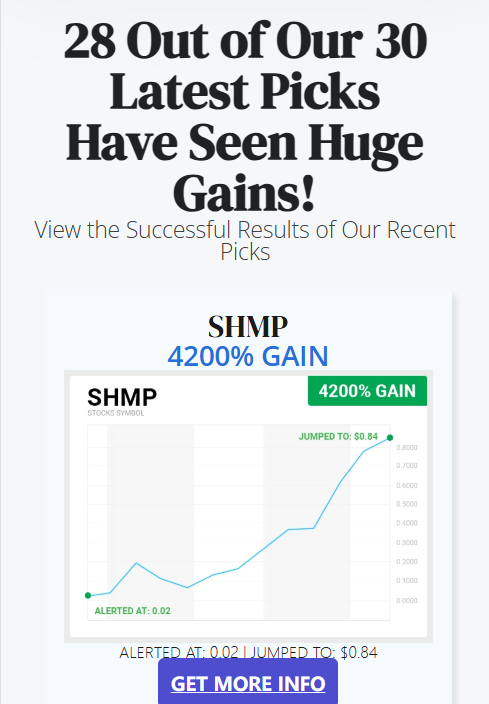 28 Out of Our 30
Latest Picks
Have Seen Huge
Gains!
View the Successful Results of Our Recent
Picks
SHMP
4200% GAIN
SHMP
4200% GAIN
STOCKS SYMBOL
JUMPED TO: $0.84
0.8000
0.7000
0.6000
0.5000
0.4000
0.3000
0.2000
0.1000
0.0000
ALERTED AT: 0.02
ALERTED AT: 0.02 | JUMPED TO: $0.84
GET MORE INFO